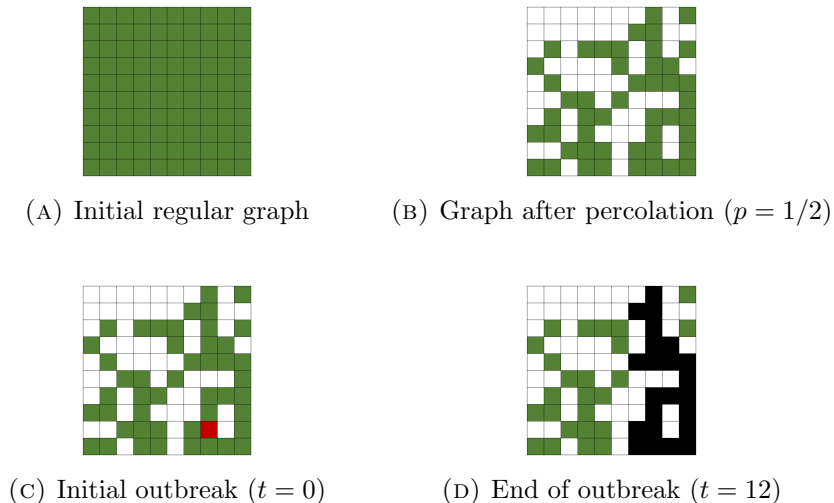 (A) Initial regular graph
(B) Graph after percolation (p = 1/2)
(C) Initial outbreak (t = 0)
(D) End of outbreak (t = 12)